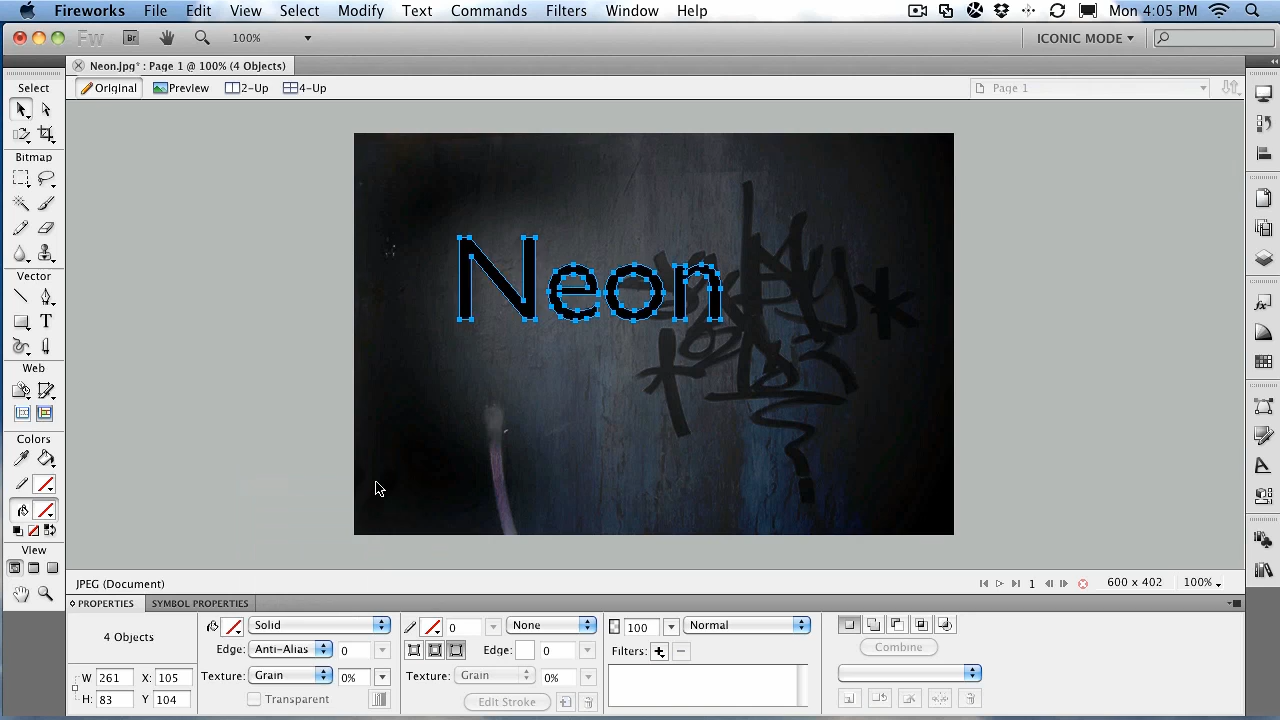 Fireworks File Edit View Select Modify Text Commands Filters Window Help Mon 4:05 PM
Fw Br 100% ICONIC MODE
Neon.jpg* : Page 1 @ 100% (4 Objects)
Original Preview 2-Up 4-Up Page 1
Select
Bitmap
Vector
Web
Colors
View
Neon
JPEG (Document) 1 600 x 402 100%
PROPERTIES SYMBOL PROPERTIES
4 Objects
Solid 0 None 100 Normal
Edge: Anti-Alias 0 Edge: 0 Filters: Combine
W 261 X: 105 Texture: Grain 0% Texture: Grain 0%
H: 83 Y 104 Transparent Edit Stroke